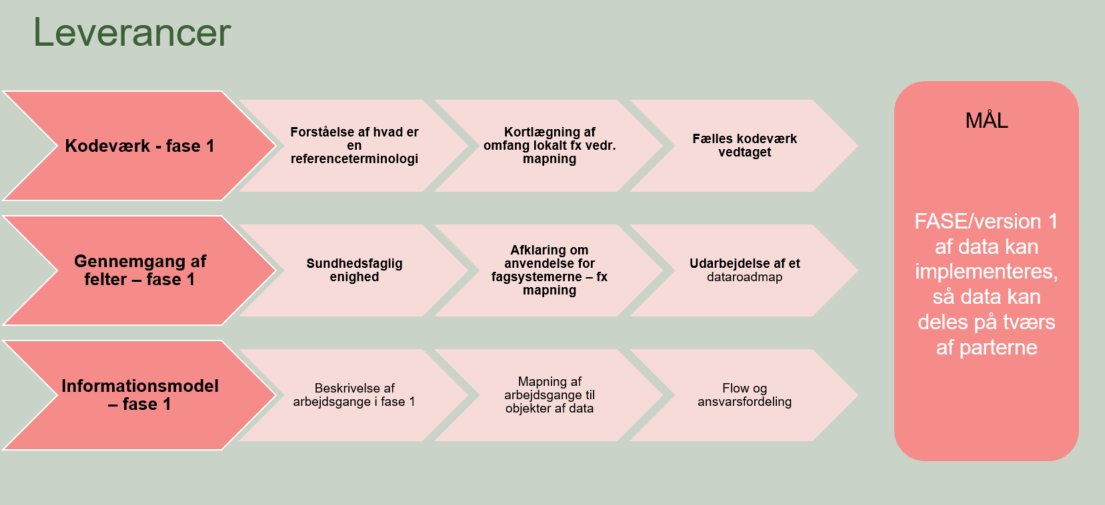 Leverancer
Kodeværk - fase 1
Forståelse af hvad er
en
referenceterminologi
Kortlægning af
omfang lokalt fx vedr.
mapning
Fælles kodeværk
vedtaget
Gennemgang af
felter – fase 1
Sundhedsfaglig
enighed
Afklaring om
anvendelse for
fagsystemerne – fx
mapning
Udarbejdelse af et
dataroadmap
Informationsmodel
– fase 1
Beskrivelse af
arbejdsgange i fase 1
Mapning af
arbejdsgange til
objekter af data
Flow og
ansvarsfordeling
MÅL
FASE/version 1
af data kan
implementeres,
så data kan
deles på tværs
af parterne